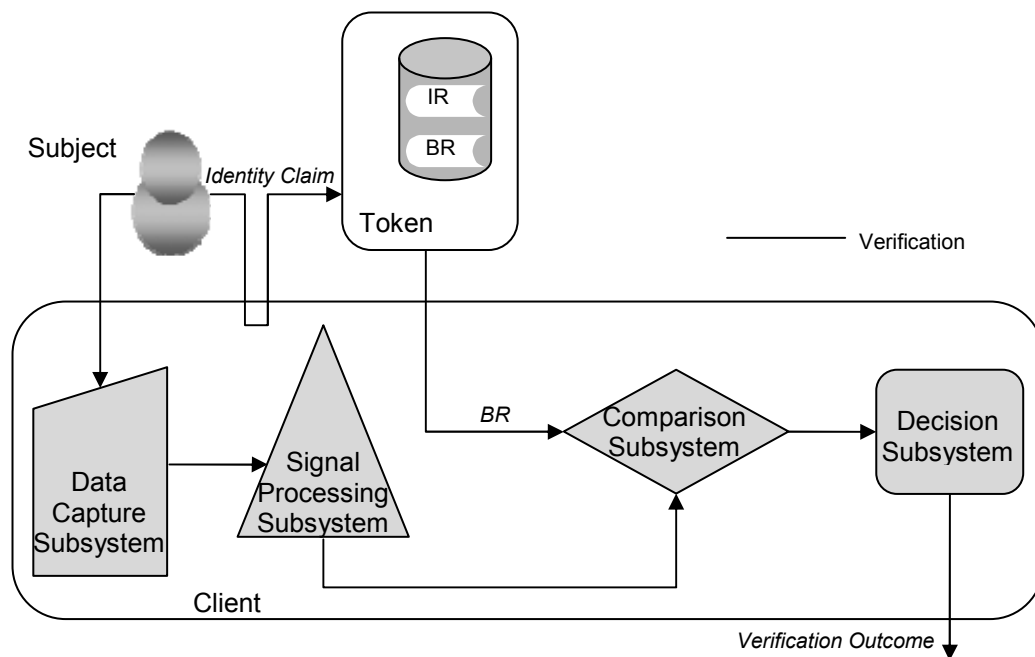 IR
BR
Subject
Identity Claim
Token
Verification
BR
Comparison
Subsystem
Decision
Subsystem
Data
Capture
Subsystem
Signal
Processing
Subsystem
Client
Verification Outcome